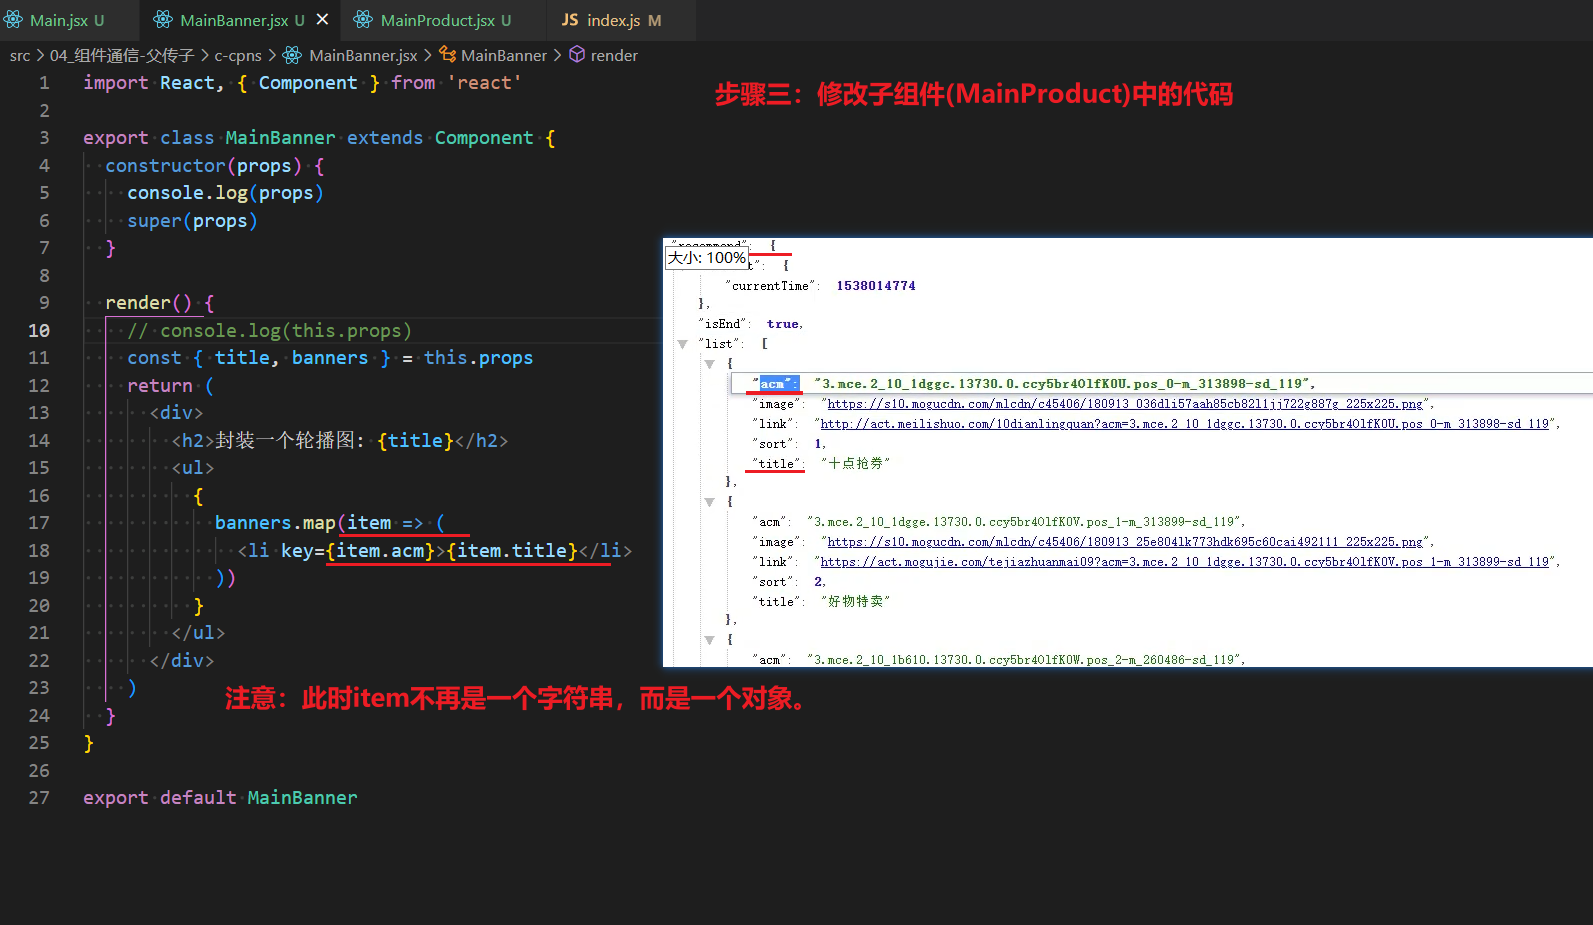 Main.jsx U
MainBanner.jsx U
MainProduct.jsx U
JS index.js M
src > 04_组件通信-父传子 > c-cpns > MainBanner.jsx > MainBanner > render
步骤三：修改子组件(MainProduct)中的代码
1 import React, { Component } from 'react'
2
3 export class MainBanner extends Component {
4 constructor(props) {
5 console.log(props)
6 super(props)
7 }
8
9 render() {
10 // console.log(this.props)
11 const { title, banners } = this.props
12 return (
13 <div>
14 <h2>封装一个轮播图: {title}</h2>
15 <ul>
16 {
17 banners.map(item => (
18 <li key={item.acm}>{item.title}</li>
19 ))
20 }
21 </ul>
22 </div>
23 )
24 }
25 }
26
27 export default MainBanner
"recommend": {
大小: 100%
t": {
"currentTime": 1538014774
},
"isEnd": true,
"list": [
{
"acm": "3.mce.2_10_1dggc.13730.0.ccy5br4OlfK0U.pos_0-m_313898-sd_119",
"image": "https://s10.mogucdn.com/mlcdn/c45406/180913_036dli57aah85cb82l1jj722g887g_225x225.png",
"link": "http://act.meilishuo.com/10dianlingquan?acm=3.mce.2_10_1dggc.13730.0.ccy5br4OlfK0U.pos_0-m_313898-sd_119",
"sort": 1,
"title": "十点抢券"
},
{
"acm": "3.mce.2_10_1dgge.13730.0.ccy5br4OlfK0V.pos_1-m_313899-sd_119",
"image": "https://s10.mogucdn.com/mlcdn/c45406/180913_25e804lk773hdk695c60cai492111_225x225.png",
"link": "https://act.mogujie.com/tejiazhuanmai09?acm=3.mce.2_10_1dgge.13730.0.ccy5br4OlfK0V.pos_1-m_313899-sd_119",
"sort": 2,
"title": "好物特卖"
},
{
"acm": "3.mce.2_10_1b610.13730.0.ccy5br4OlfK0W.pos_2-m_260486-sd_119",
注意：此时item不再是一个字符串，而是一个对象。